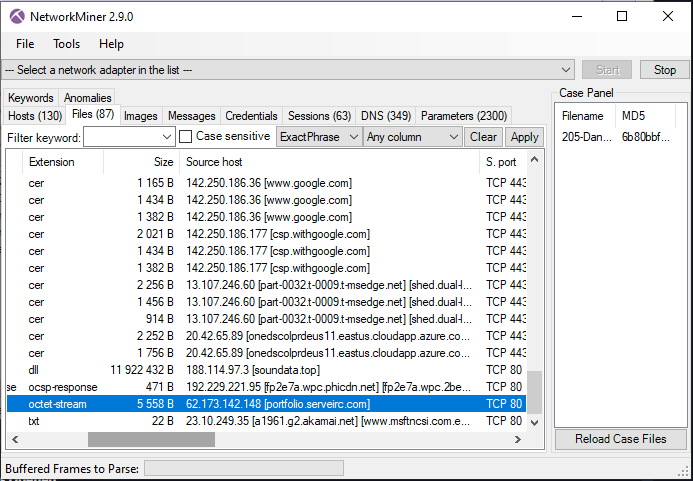 NetworkMiner 2.9.0
File Tools Help
--- Select a network adapter in the list --- Start Stop
Keywords Anomalies
Hosts (130) Files (87) Images Messages Credentials Sessions (63) DNS (349) Parameters (2300)
Filter keyword: Case sensitive ExactPhrase Any column Clear Apply
Extension Size Source host S. port
cer 1 165 B 142.250.186.36 [www.google.com] TCP 443
cer 1 434 B 142.250.186.36 [www.google.com] TCP 443
cer 1 382 B 142.250.186.36 [www.google.com] TCP 443
cer 2 021 B 142.250.186.177 [csp.withgoogle.com] TCP 443
cer 1 434 B 142.250.186.177 [csp.withgoogle.com] TCP 443
cer 1 382 B 142.250.186.177 [csp.withgoogle.com] TCP 443
cer 2 256 B 13.107.246.60 [part-0032.t-0009.t-msedge.net] [shed.dual-l... TCP 443
cer 1 456 B 13.107.246.60 [part-0032.t-0009.t-msedge.net] [shed.dual-l... TCP 443
cer 914 B 13.107.246.60 [part-0032.t-0009.t-msedge.net] [shed.dual-l... TCP 443
cer 2 252 B 20.42.65.89 [onedscolprdeus11.eastus.cloudapp.azure.co... TCP 443
cer 1 756 B 20.42.65.89 [onedscolprdeus11.eastus.cloudapp.azure.co... TCP 443
dll 11 922 432 B 188.114.97.3 [soundata.top] TCP 80
se ocsp-response 471 B 192.229.221.95 [fp2e7a.wpc.phicdn.net] [fp2e7a.wpc.2be... TCP 80
octet-stream 5 558 B 62.173.142.148 [portfolio.serveirc.com] TCP 80
txt 22 B 23.10.249.35 [a1961.g2.akamai.net] [www.msftncsi.com.e... TCP 80
Case Panel
Filename MD5
205-Dan... 6b80bbf...
Reload Case Files
Buffered Frames to Parse: